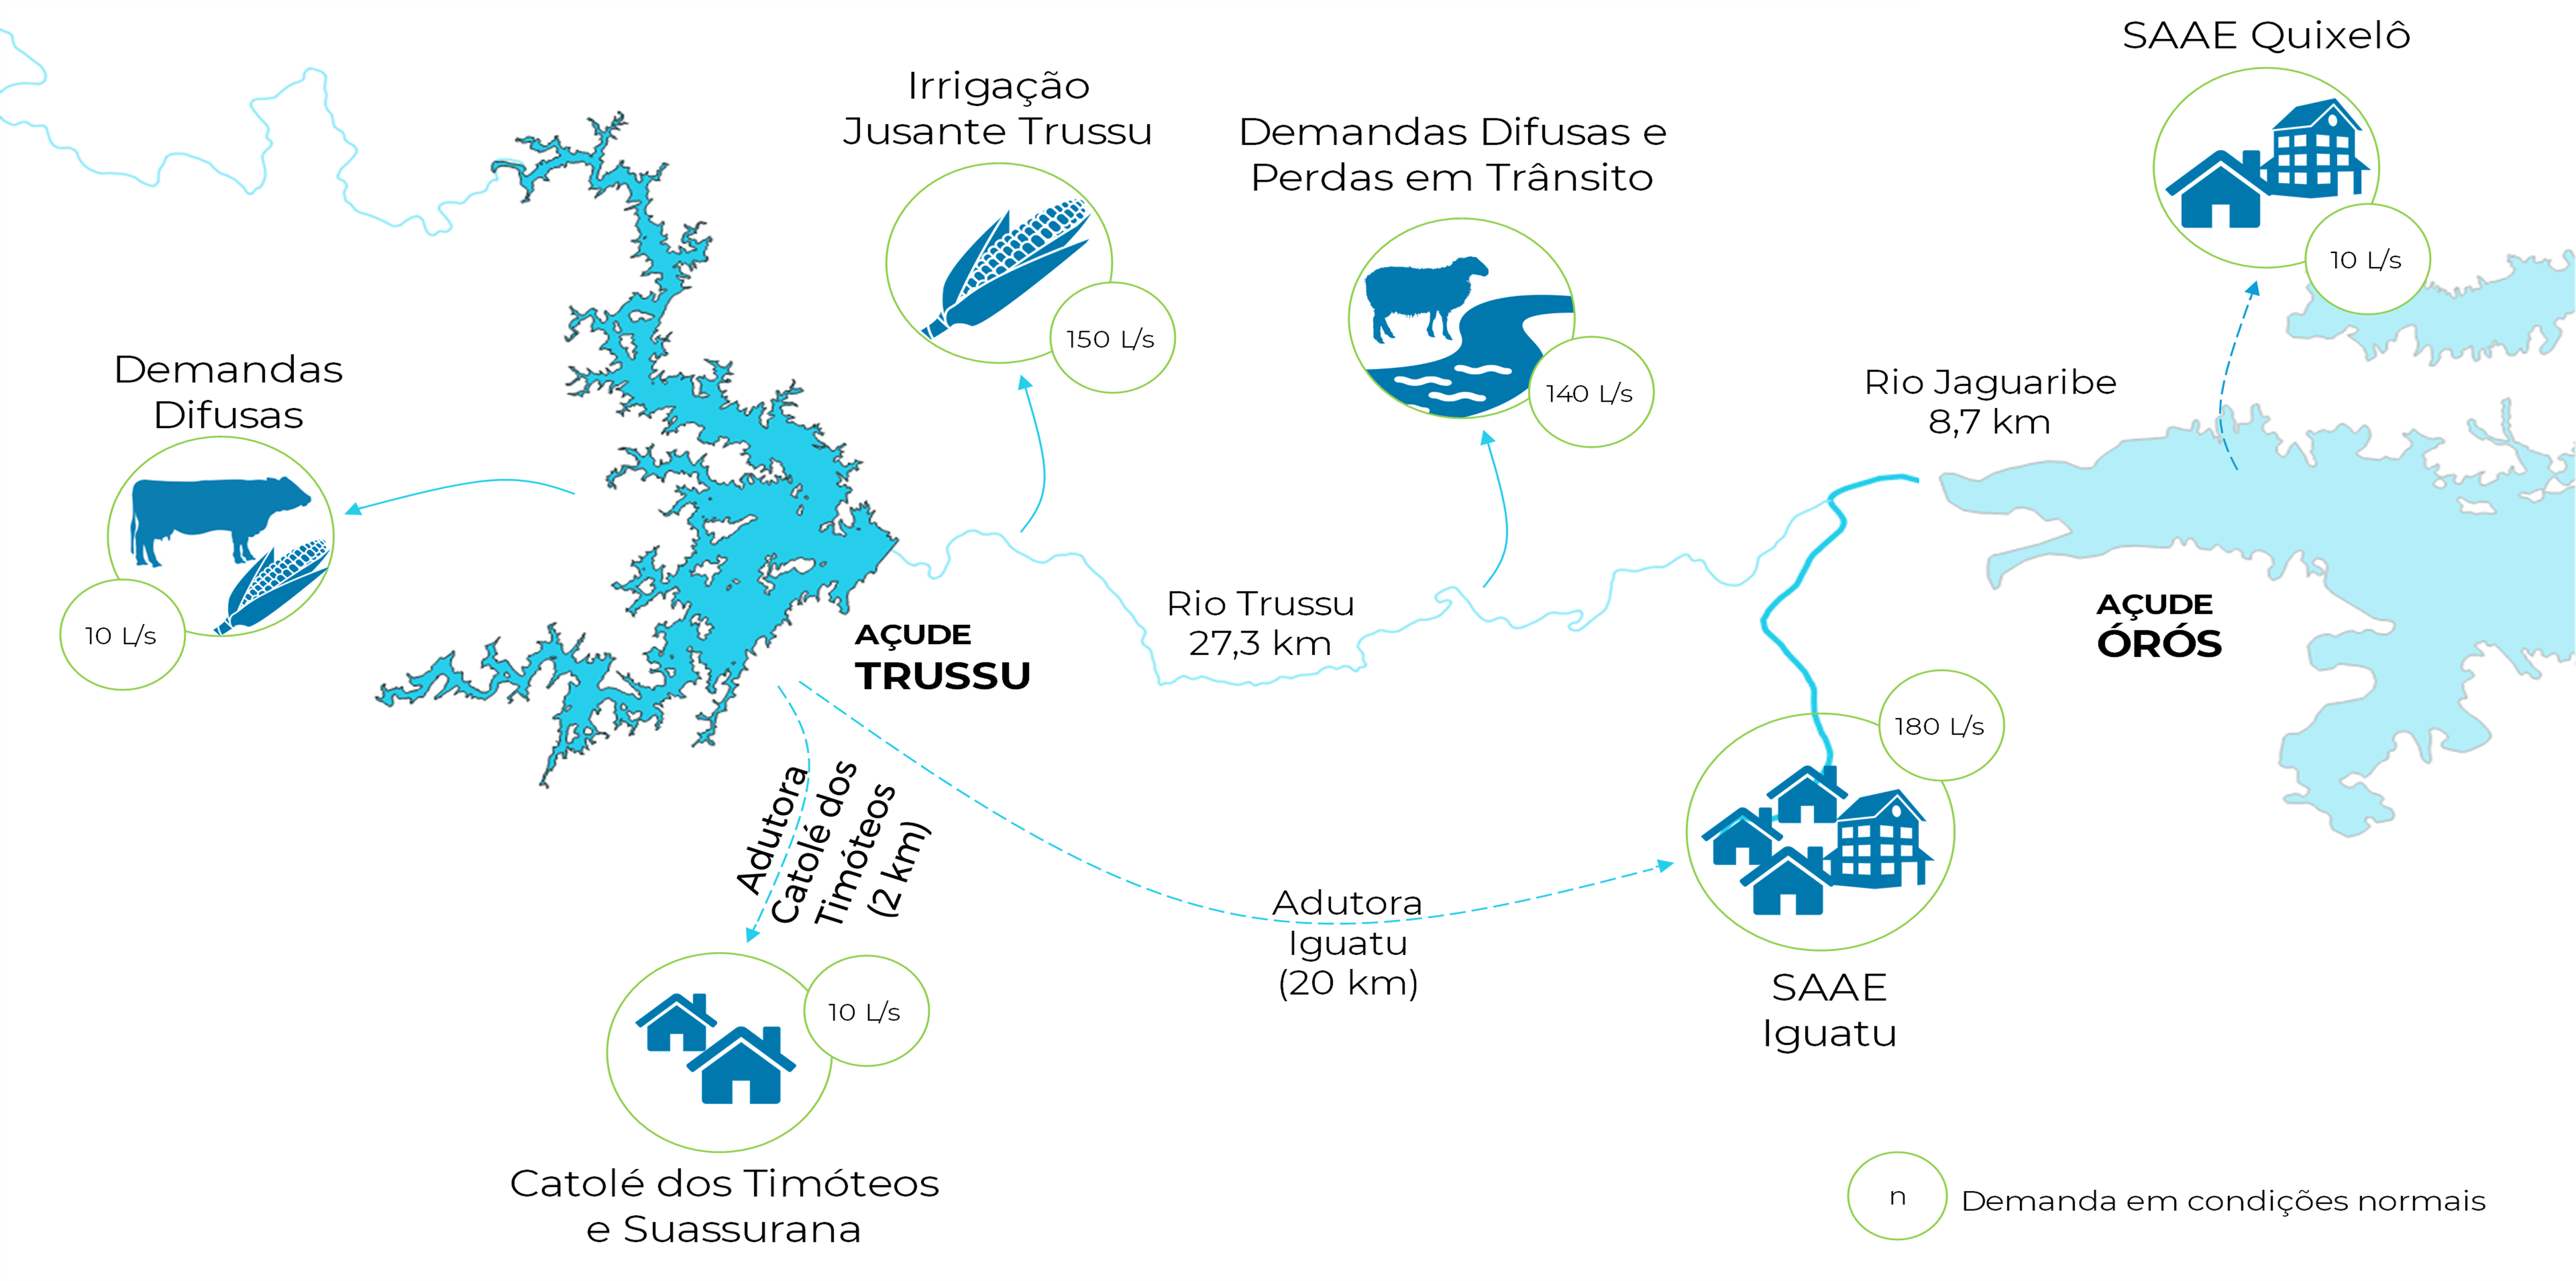 SAAE Quixelô
10 L/s
Irrigação
Jusante Trussu
150 L/s
Demandas Difusas e
Perdas em Trânsito
140 L/s
Demandas
Difusas
10 L/s
Rio Jaguaribe
8,7 km
AÇUDE
TRUSSU
Rio Trussu
27,3 km
AÇUDE
ÓRÓS
180 L/s
SAAE
Iguatu
Adutora
Catolé dos
Timóteos
(2 km)
Adutora
Iguatu
(20 km)
10 L/s
Catolé dos Timóteos
e Suassurana
n
Demanda em condições normais